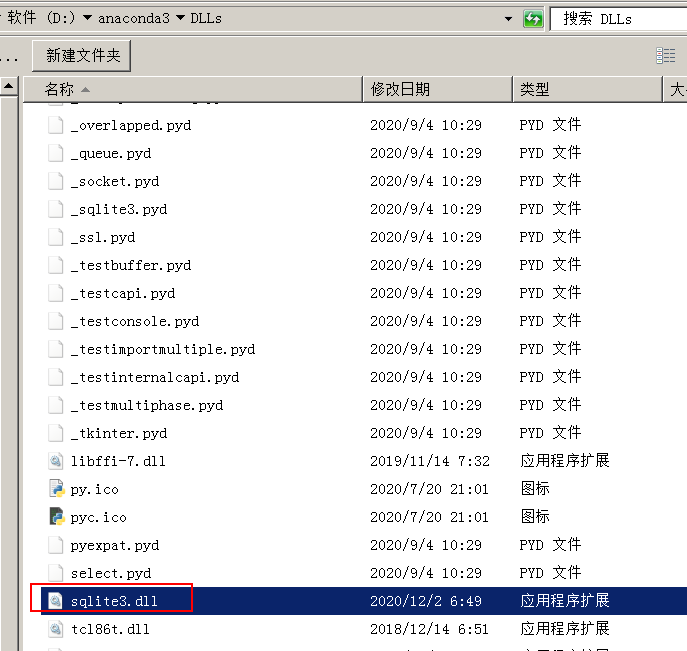 软件 (D:) anaconda3 DLLs 搜索 DLLs
... 新建文件夹
名称 修改日期 类型
_overlapped.pyd 2020/9/4 10:29 PYD 文件
_queue.pyd 2020/9/4 10:29 PYD 文件
_socket.pyd 2020/9/4 10:29 PYD 文件
_sqlite3.pyd 2020/9/4 10:29 PYD 文件
_ssl.pyd 2020/9/4 10:29 PYD 文件
_testbuffer.pyd 2020/9/4 10:29 PYD 文件
_testcapi.pyd 2020/9/4 10:29 PYD 文件
_testconsole.pyd 2020/9/4 10:29 PYD 文件
_testimportmultiple.pyd 2020/9/4 10:29 PYD 文件
_testinternalcapi.pyd 2020/9/4 10:29 PYD 文件
_testmultiphase.pyd 2020/9/4 10:29 PYD 文件
_tkinter.pyd 2020/9/4 10:29 PYD 文件
libffi-7.dll 2019/11/14 7:32 应用程序扩展
py.ico 2020/7/20 21:01 图标
pyc.ico 2020/7/20 21:01 图标
pyexpat.pyd 2020/9/4 10:29 PYD 文件
select.pyd 2020/9/4 10:29 PYD 文件
sqlite3.dll 2020/12/2 6:49 应用程序扩展
tcl86t.dll 2018/12/14 6:51 应用程序扩展